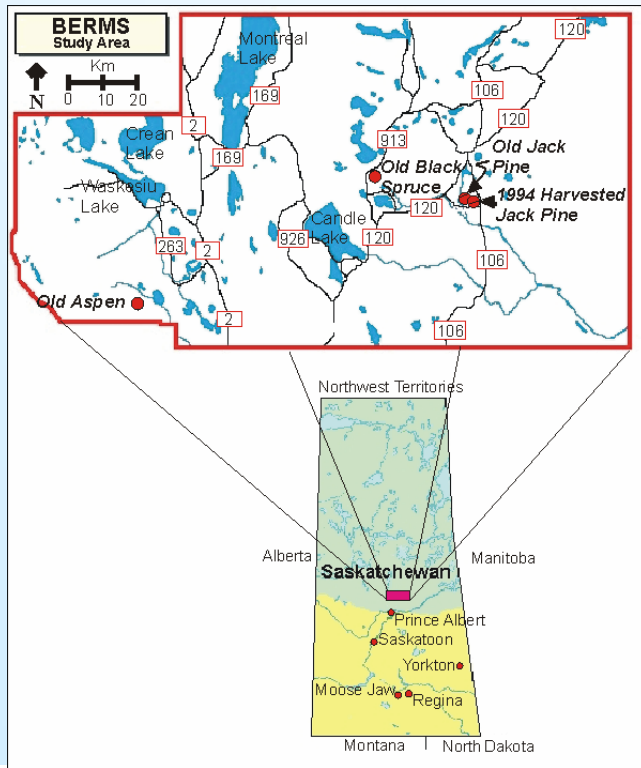 BERMS
Study Area
Km
N
0 10 20
Montreal
Lake
120
169
106
2
Crean
Lake
913
120
Old Jack
Pine
169
Old Black
Spruce
Waskesiu
Lake
1994 Harvested
Jack Pine
120
Candle
Lake
263
2
926
120
106
Old Aspen
2
106
Northwest Territories
Alberta
Manitoba
Saskatchewan
Prince Albert
Saskatoon
Yorkton
Moose Jaw
Regina
Montana
North Dakota